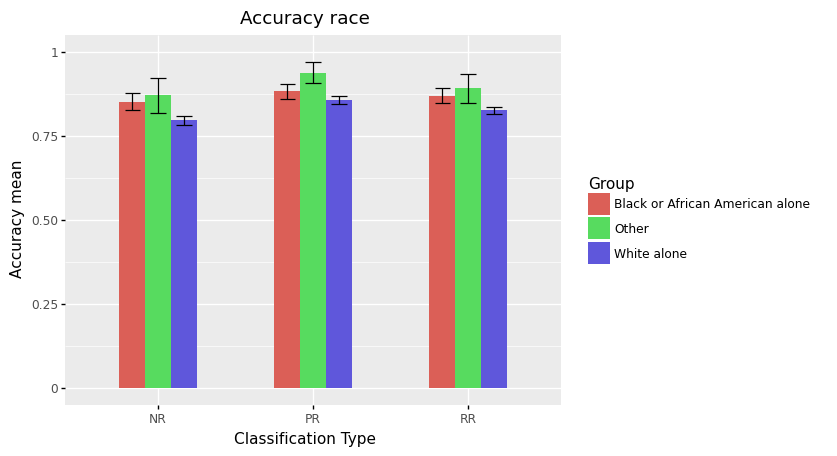 Accuracy race
1
0.75
0.50
0.25
0
Accuracy mean
NR
PR
RR
Classification Type
Group
Black or African American alone
Other
White alone